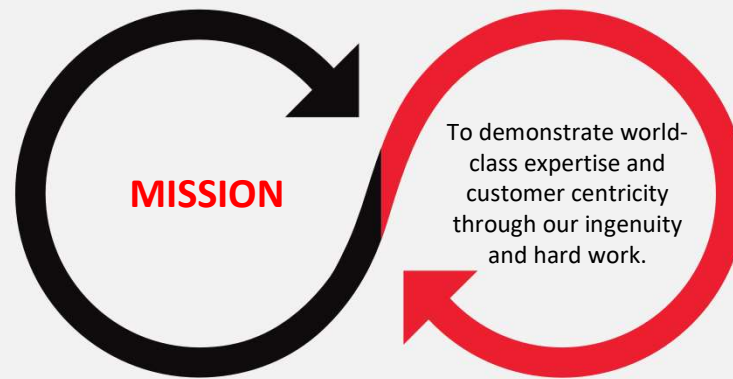 MISSION
To demonstrate world-
class expertise and
customer centricity
through our ingenuity
and hard work.